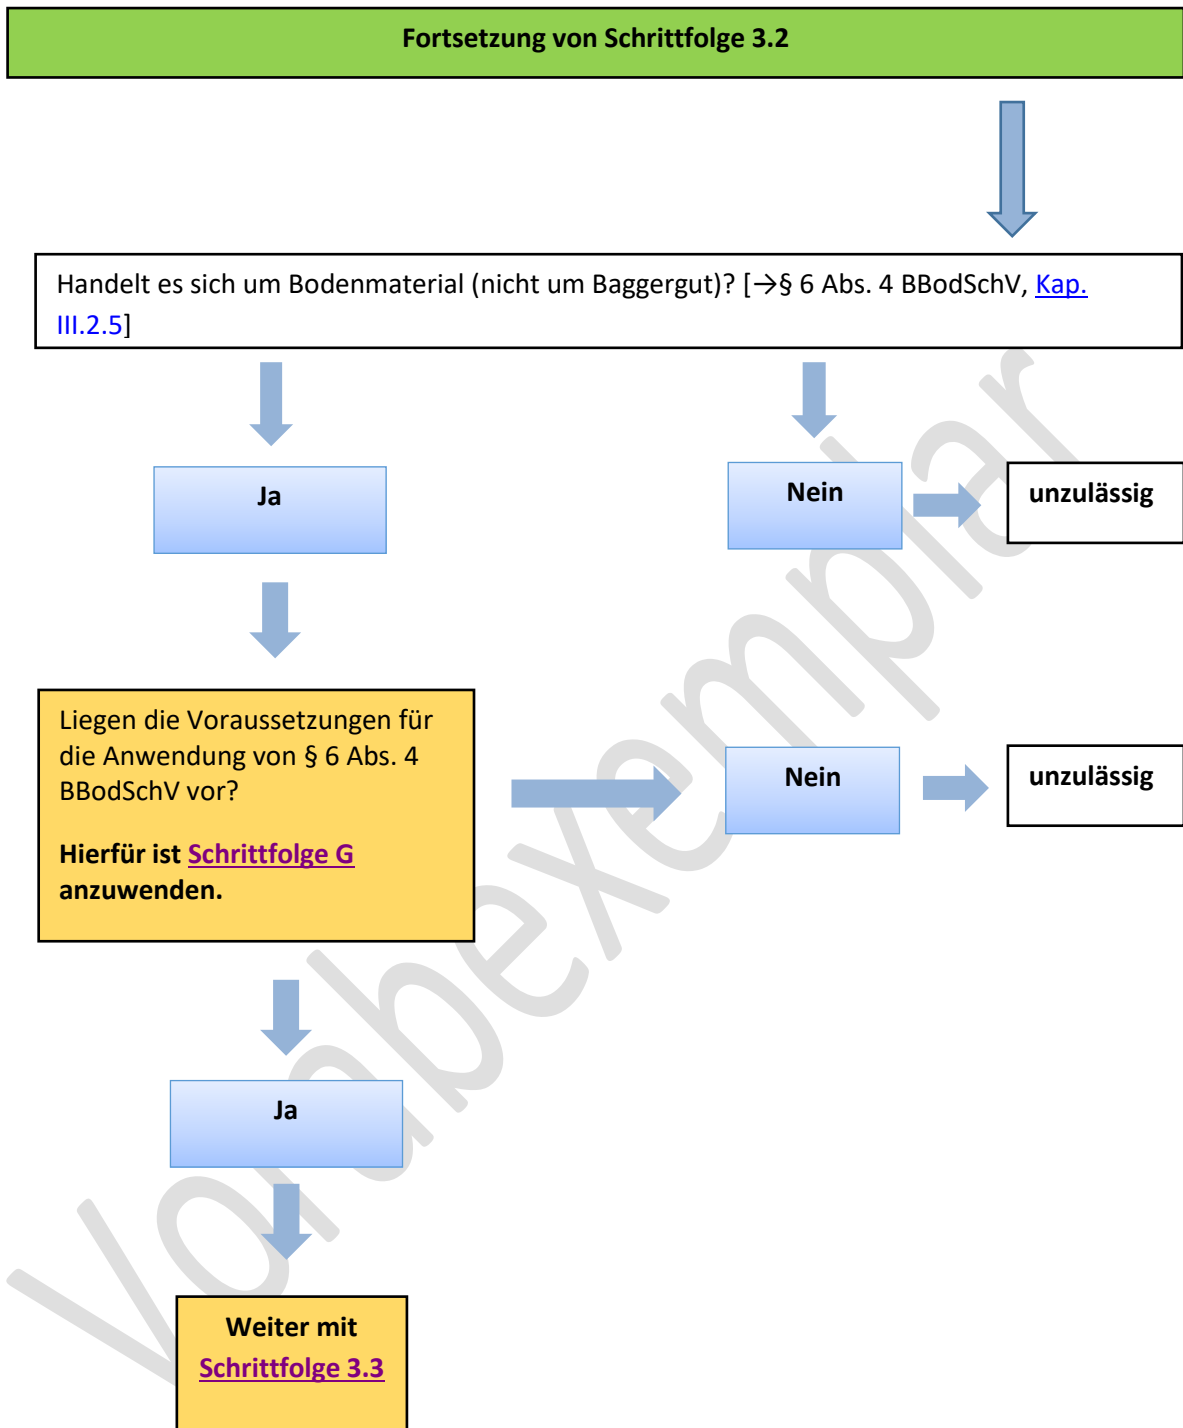 Fortsetzung von Schrittfolge 3.2
Handelt es sich um Bodenmaterial (nicht um Baggergut)? [→§ 6 Abs. 4 BBodSchV, Kap.
III.2.5]
Ja
Nein
unzulässig
Liegen die Voraussetzungen für
die Anwendung von § 6 Abs. 4
BBodSchV vor?
Hierfür ist Schrittfolge G
anzuwenden.
Nein
unzulässig
Ja
Weiter mit
Schrittfolge 3.3
Vorabexemplar